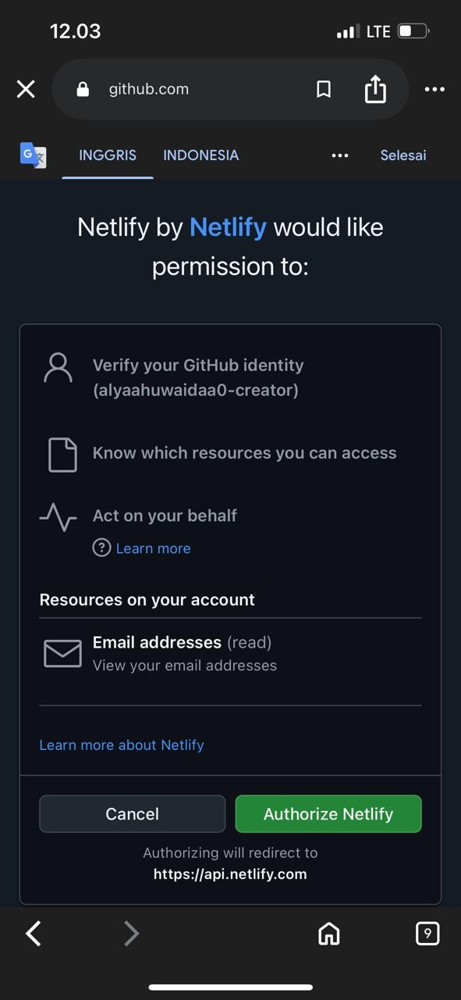 12.03
LTE
github.com
INGGRIS
INDONESIA
Selesai
Netlify by Netlify would like
permission to:
Verify your GitHub identity
(alyaahuwaidaa0-creator)
Know which resources you can access
Act on your behalf
Learn more
Resources on your account
Email addresses (read)
View your email addresses
Learn more about Netlify
Cancel
Authorize Netlify
Authorizing will redirect to
https://api.netlify.com
9